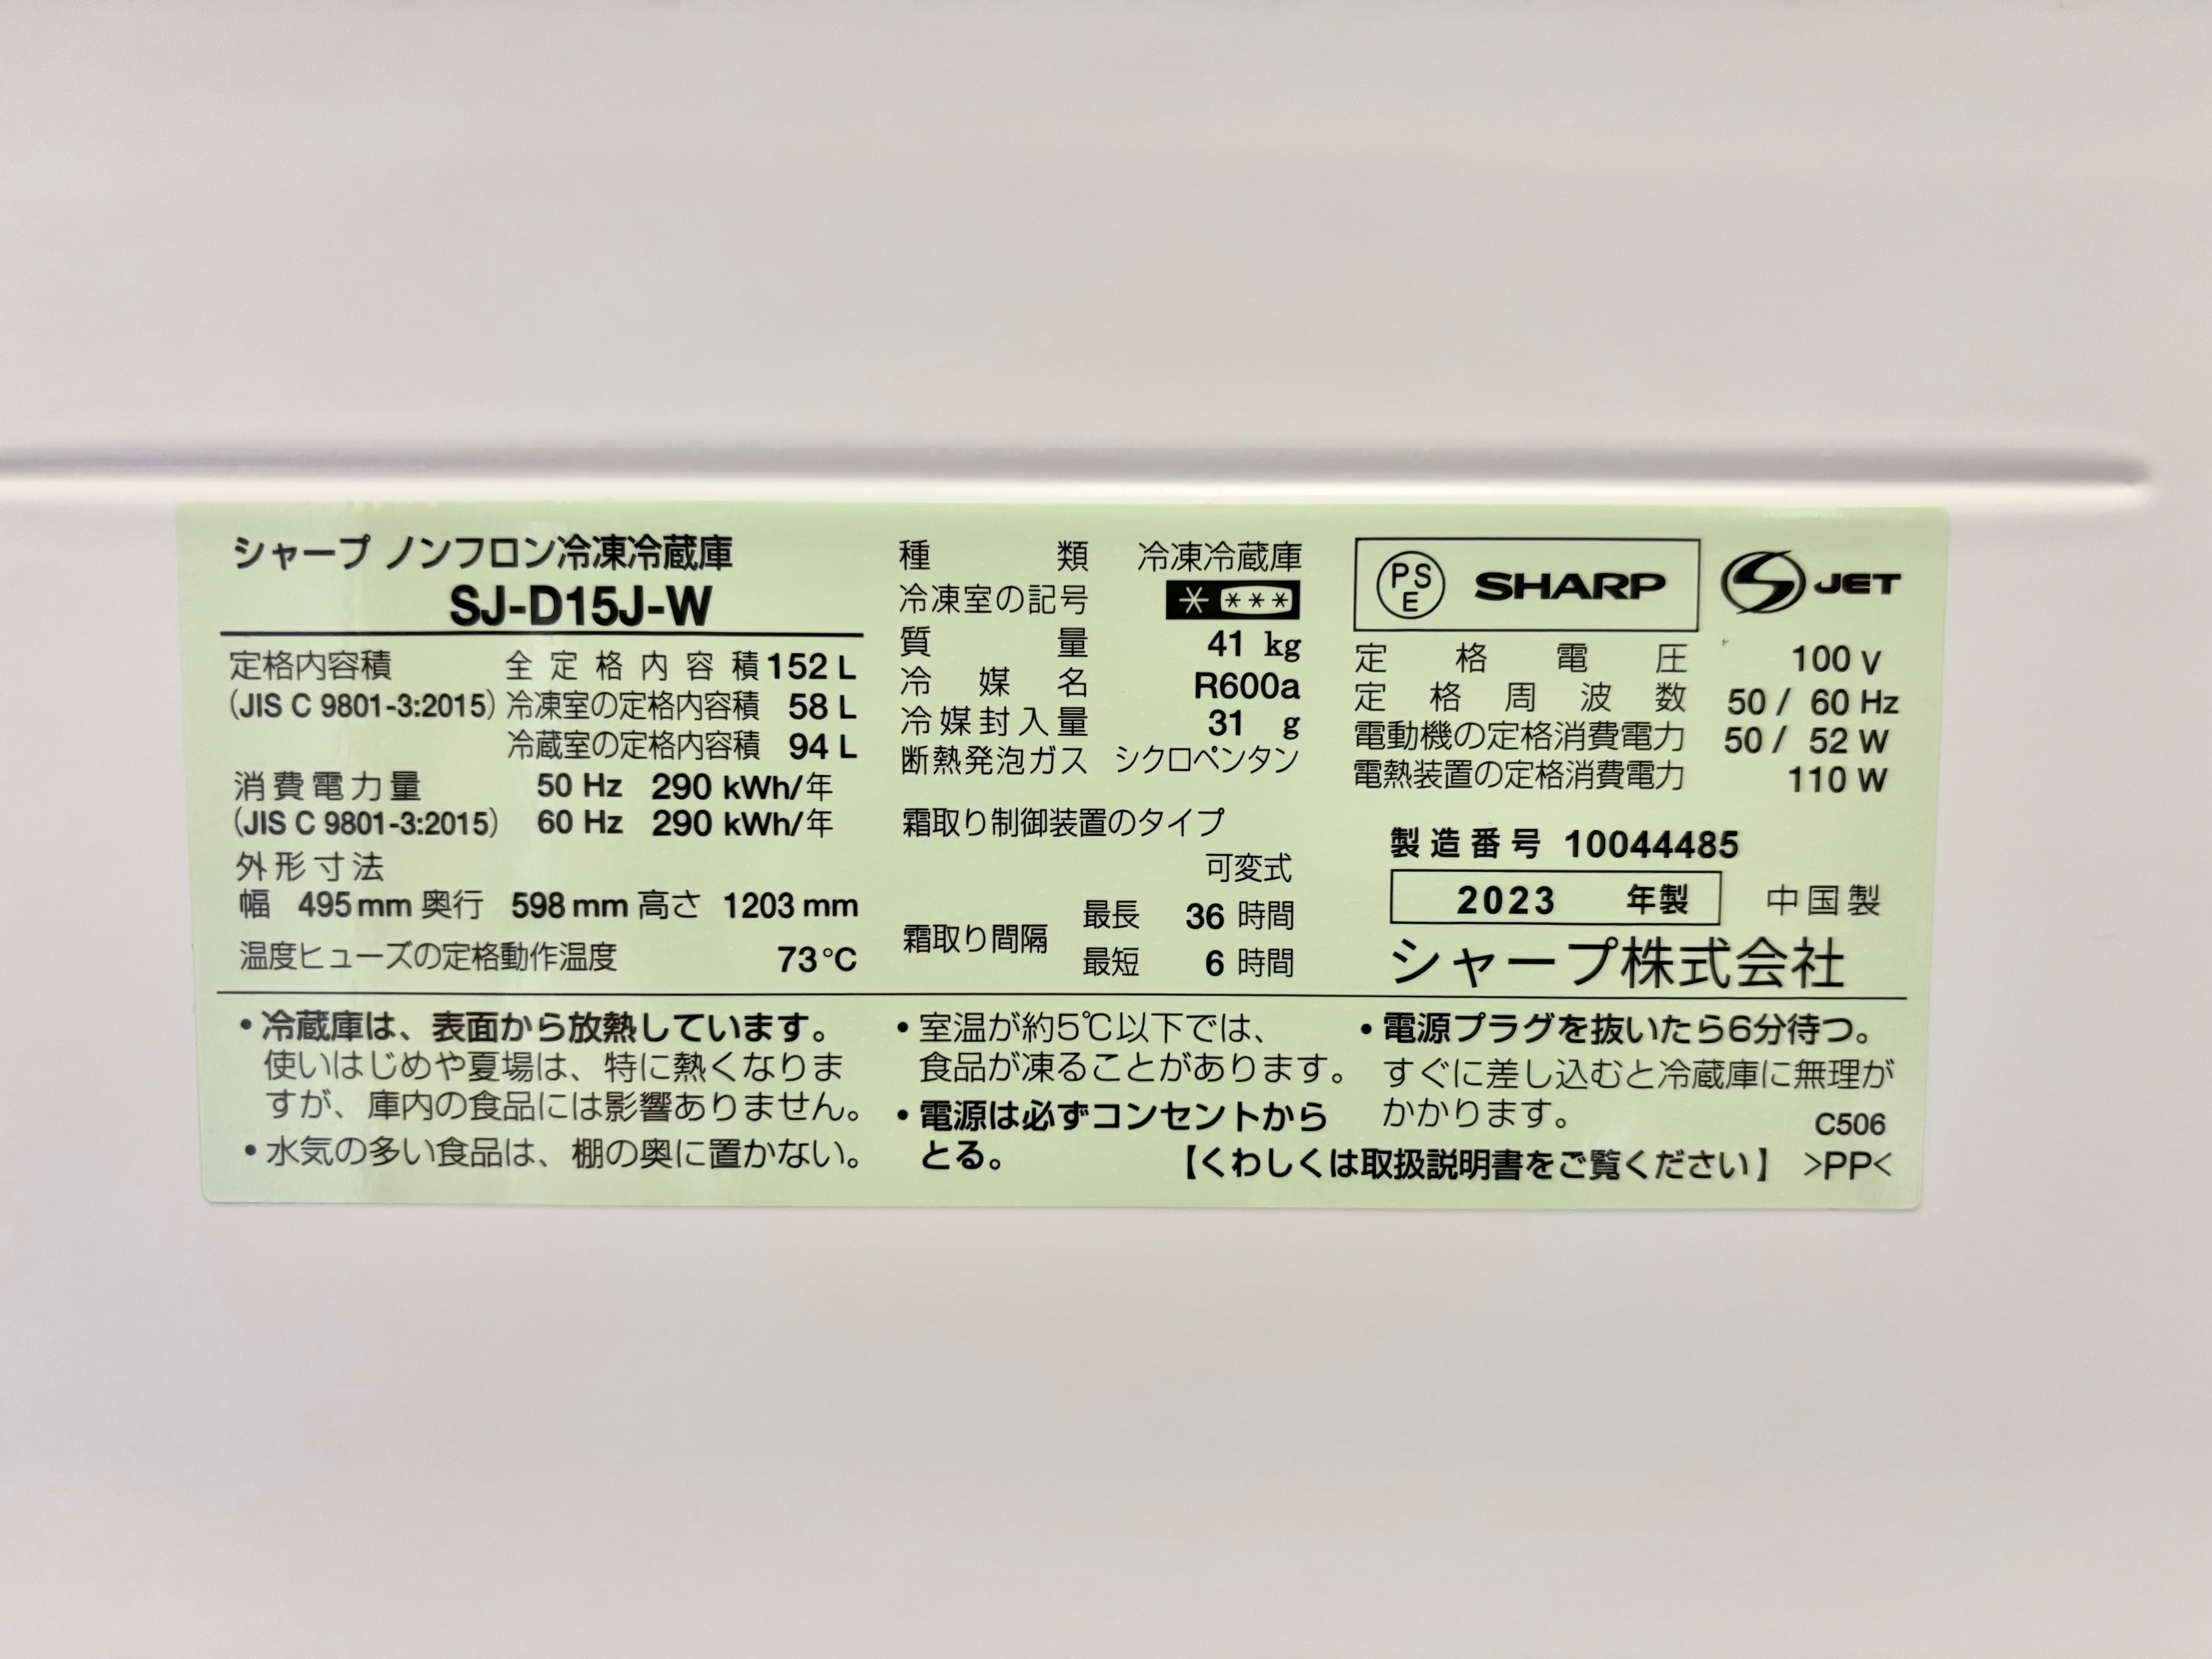 シャープ ノンフロン冷凍冷蔵庫
SJ-D15J-W
定格内容積 全定格内容積 152 L
(JIS C 9801-3:2015) 冷凍室の定格内容積 58 L
冷蔵室の定格内容積 94 L
消費電力量 50 Hz 290 kWh/年
(JIS C 9801-3:2015) 60 Hz 290 kWh/年
外形寸法
幅 495 mm 奥行 598 mm 高さ 1203 mm
温度ヒューズの定格動作温度 73℃
種類 冷凍冷蔵庫
冷凍室の記号 * ***
質量 41 kg
冷媒名 R600a
冷媒封入量 31 g
断熱発泡ガス シクロペンタン
霜取り制御装置のタイプ
可変式
霜取り間隔 最長 36 時間
最短 6 時間
PS E SHARP JET
定格電圧 100 V
定格周波数 50 / 60 Hz
電動機の定格消費電力 50 / 52 W
電熱装置の定格消費電力 110 W
製造番号 10044485
2023 年製 中国製
シャープ株式会社
・冷蔵庫は、表面から放熱しています。
使いはじめや夏場は、特に熱くなりま
すが、庫内の食品には影響ありません。
・水気の多い食品は、棚の奥に置かない。
・室温が約5℃以下では、
食品が凍ることがあります。
・電源は必ずコンセントから
とる。
・電源プラグを抜いたら6分待つ。
すぐに差し込むと冷蔵庫に無理が
かかります。
C506
【くわしくは取扱説明書をご覧ください】 >PP<